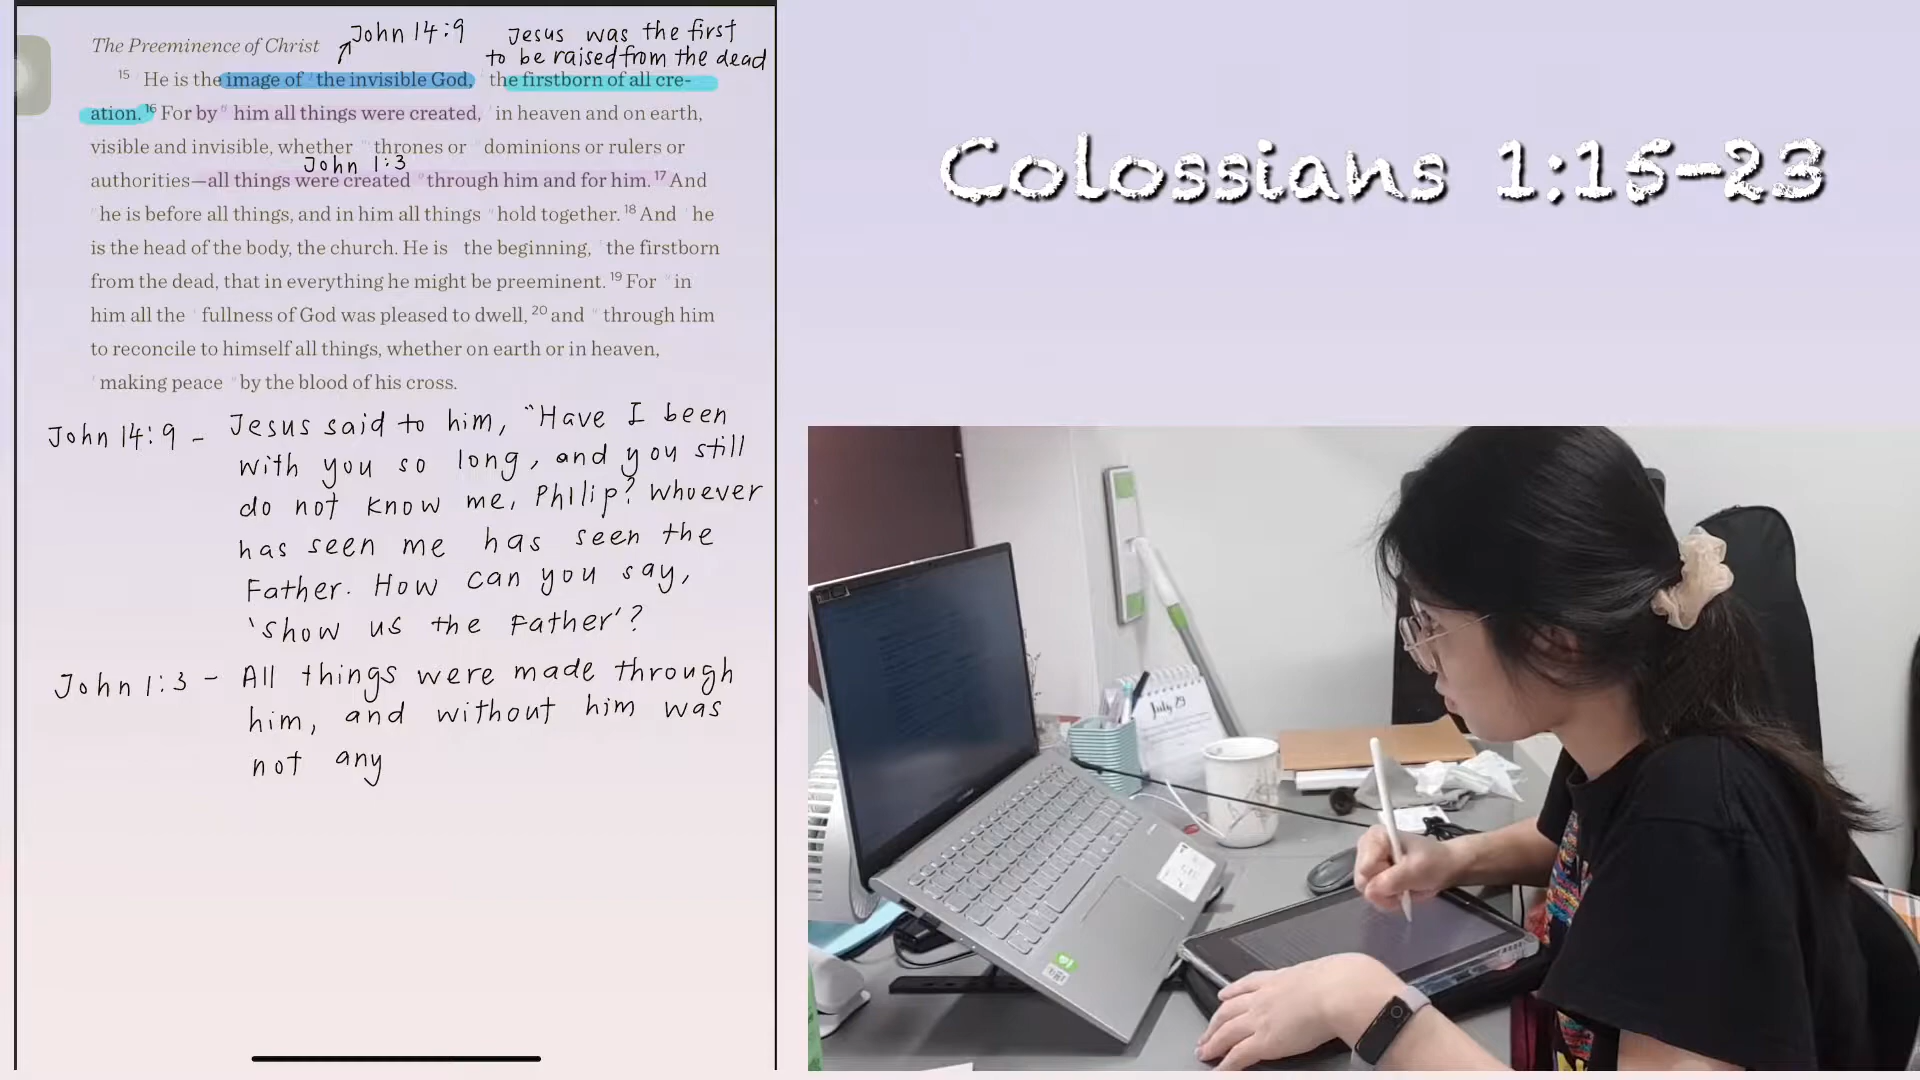 The Preeminence of Christ
John 14:9
Jesus was the first
to be raised from the dead
15 He is the image of the invisible God, the firstborn of all cre-
ation. 16 For by him all things were created, in heaven and on earth,
visible and invisible, whether thrones or dominions or rulers or
John 1:3
authorities—all things were created through him and for him. 17 And
he is before all things, and in him all things hold together. 18 And he
is the head of the body, the church. He is the beginning, the firstborn
from the dead, that in everything he might be preeminent. 19 For in
him all the fullness of God was pleased to dwell, 20 and through him
to reconcile to himself all things, whether on earth or in heaven,
making peace by the blood of his cross.
John 14:9 - Jesus said to him, "Have I been
with you so long, and you still
do not know me, Philip? Whoever
has seen me has seen the
Father. How can you say,
'show us the Father'?
John 1:3 - All things were made through
him, and without him was
not any
Colossians 1:15-23
July 29